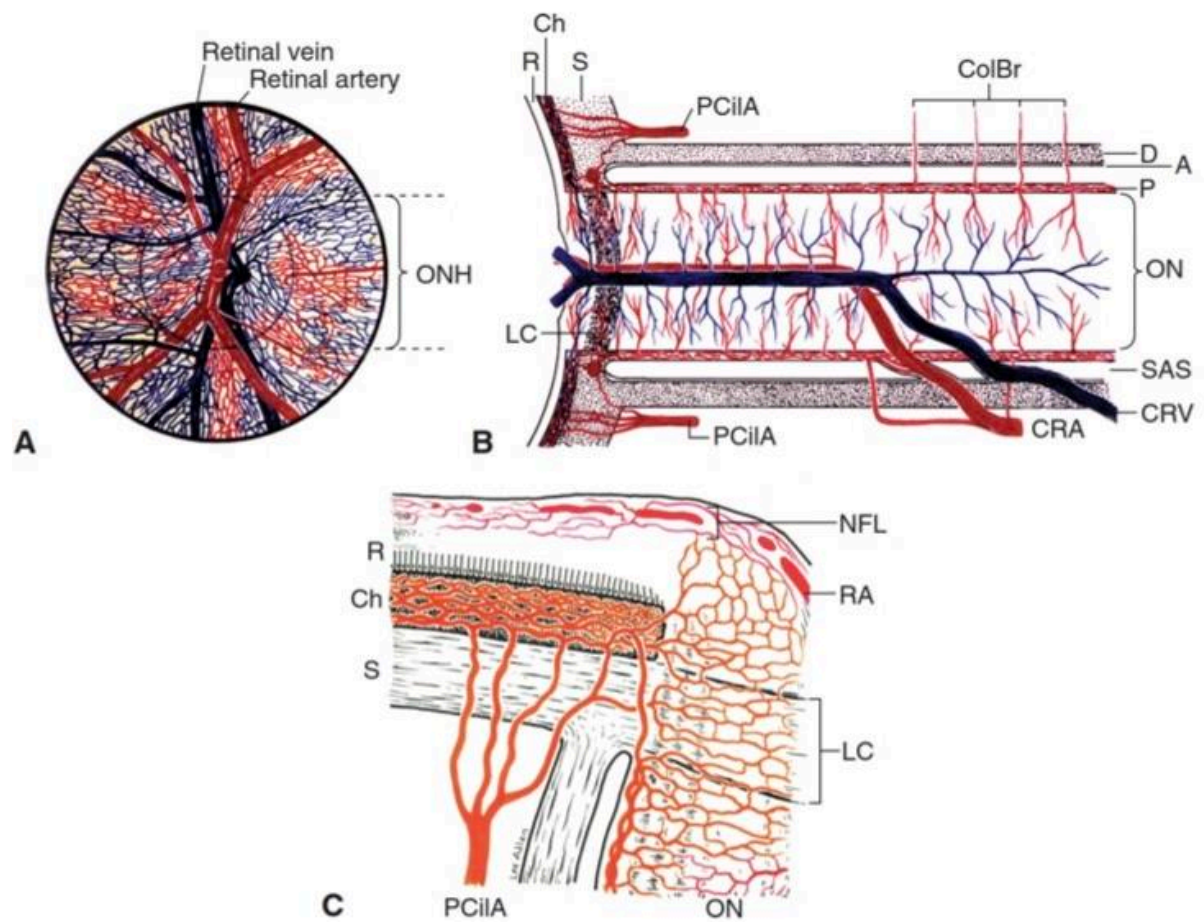 Retinal vein
Retinal artery
ONH
A
Ch
R S
ColBr
PCilA
D
A
P
ON
LC
SAS
CRV
CRA
PCilA
B
NFL
R
RA
Ch
S
LC
C
PCilA
ON